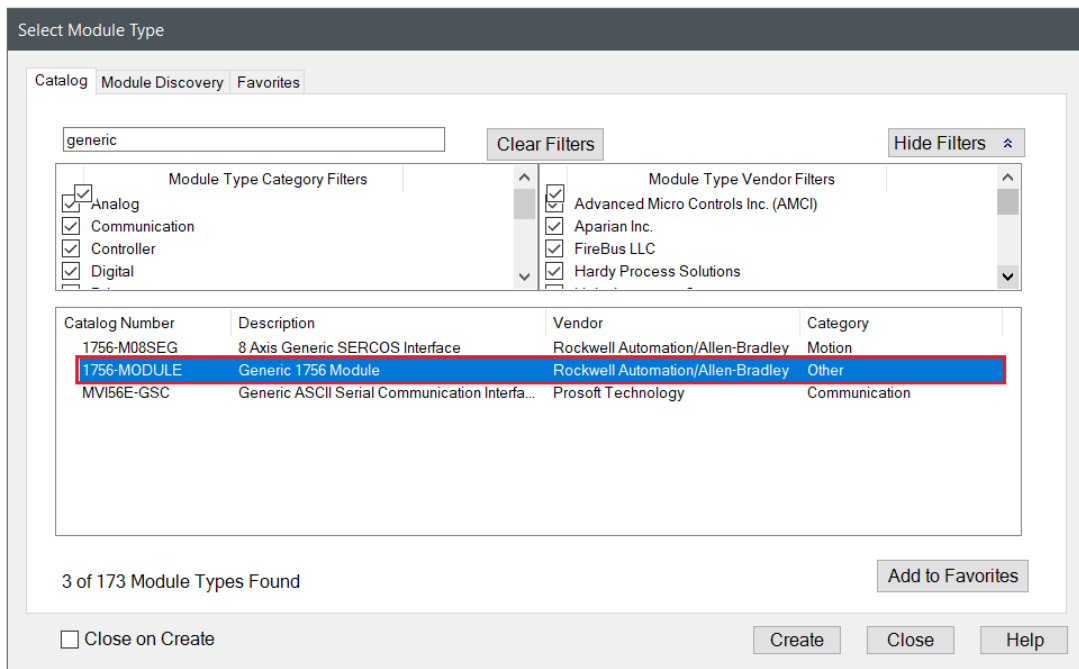 Select Module Type
Catalog Module Discovery Favorites
generic Clear Filters Hide Filters
Module Type Category Filters Module Type Vendor Filters
Analog Advanced Micro Controls Inc. (AMCI)
Communication Aparian Inc.
Controller FireBus LLC
Digital Hardy Process Solutions
Catalog Number Description Vendor Category
1756-M08SEG 8 Axis Generic SERCOS Interface Rockwell Automation/Allen-Bradley Motion
1756-MODULE Generic 1756 Module Rockwell Automation/Allen-Bradley Other
MVI56E-GSC Generic ASCII Serial Communication Interfa... Prosoft Technology Communication
3 of 173 Module Types Found Add to Favorites
Close on Create Create Close Help